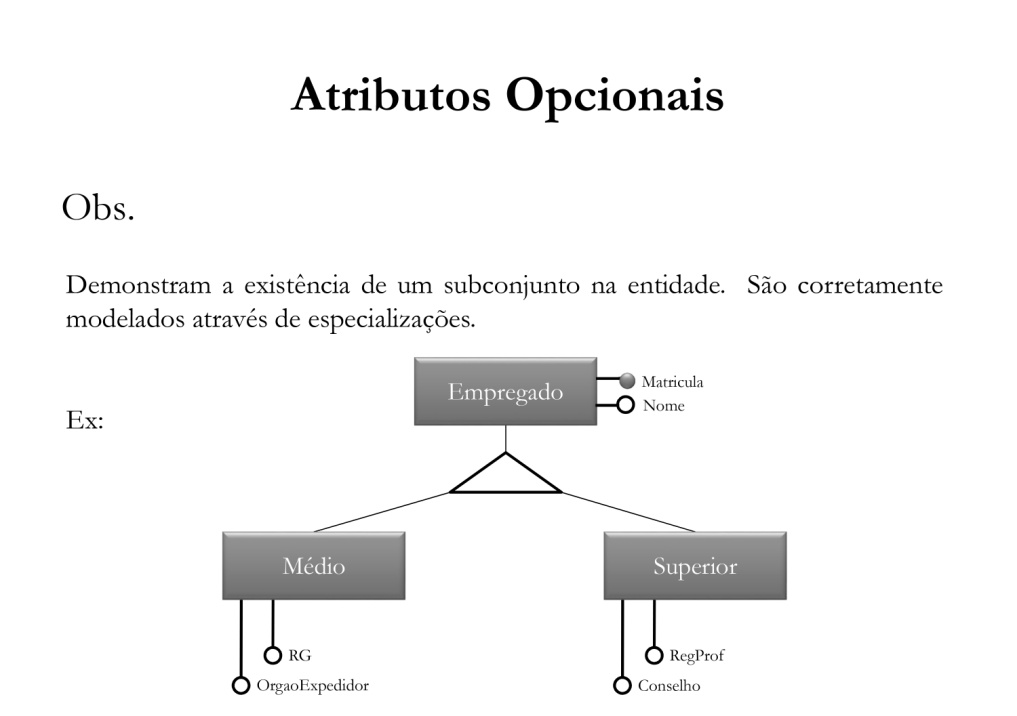 Atributos Opcionais
Obs.
Demonstram a existência de um subconjunto na entidade. São corretamente
modelados através de especializações.
Empregado
Matricula
Nome
Ex:
Médio
Superior
RG
OrgaoExpedidor
RegProf
Conselho